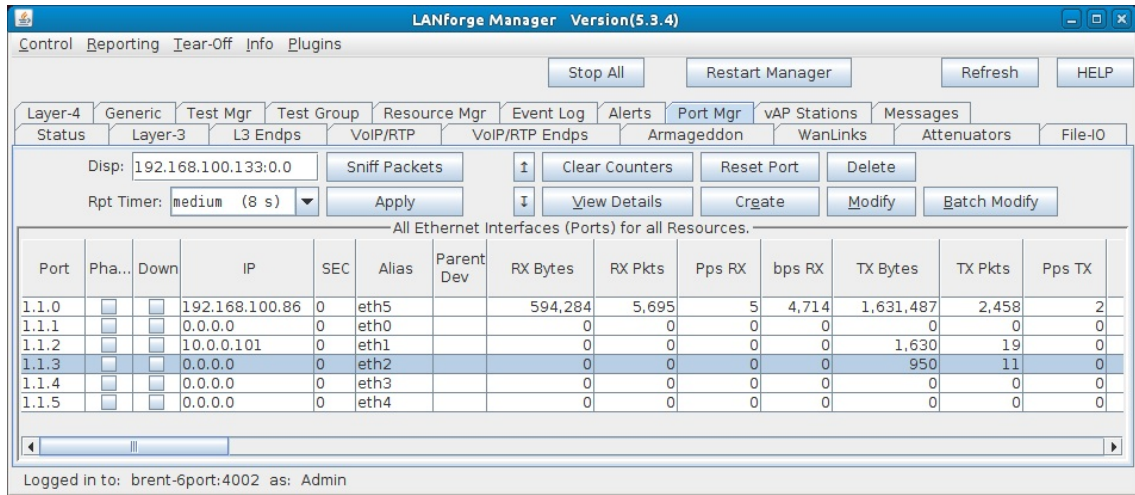 LANforge Manager Version(5.3.4)
Control Reporting Tear-Off Info Plugins
Stop All Restart Manager Refresh HELP
Layer-4 Generic Test Mgr Test Group Resource Mgr Event Log Alerts Port Mgr vAP Stations Messages
Status Layer-3 L3 Endps VoIP/RTP VoIP/RTP Endps Armageddon WanLinks Attenuators File-IO
Disp: 192.168.100.133:0.0 Sniff Packets ↥ Clear Counters Reset Port Delete
Rpt Timer: medium (8 s) Apply ↧ View Details Create Modify Batch Modify
All Ethernet Interfaces (Ports) for all Resources.
Port Pha... Down IP SEC Alias Parent Dev RX Bytes RX Pkts Pps RX bps RX TX Bytes TX Pkts Pps TX
1.1.0 192.168.100.86 0 eth5 594,284 5,695 5 4,714 1,631,487 2,458 2
1.1.1 0.0.0.0 0 eth0 0 0 0 0 0 0 0
1.1.2 10.0.0.101 0 eth1 0 0 0 0 1,630 19 0
1.1.3 0.0.0.0 0 eth2 0 0 0 0 950 11 0
1.1.4 0.0.0.0 0 eth3 0 0 0 0 0 0 0
1.1.5 0.0.0.0 0 eth4 0 0 0 0 0 0 0
Logged in to: brent-6port:4002 as: Admin